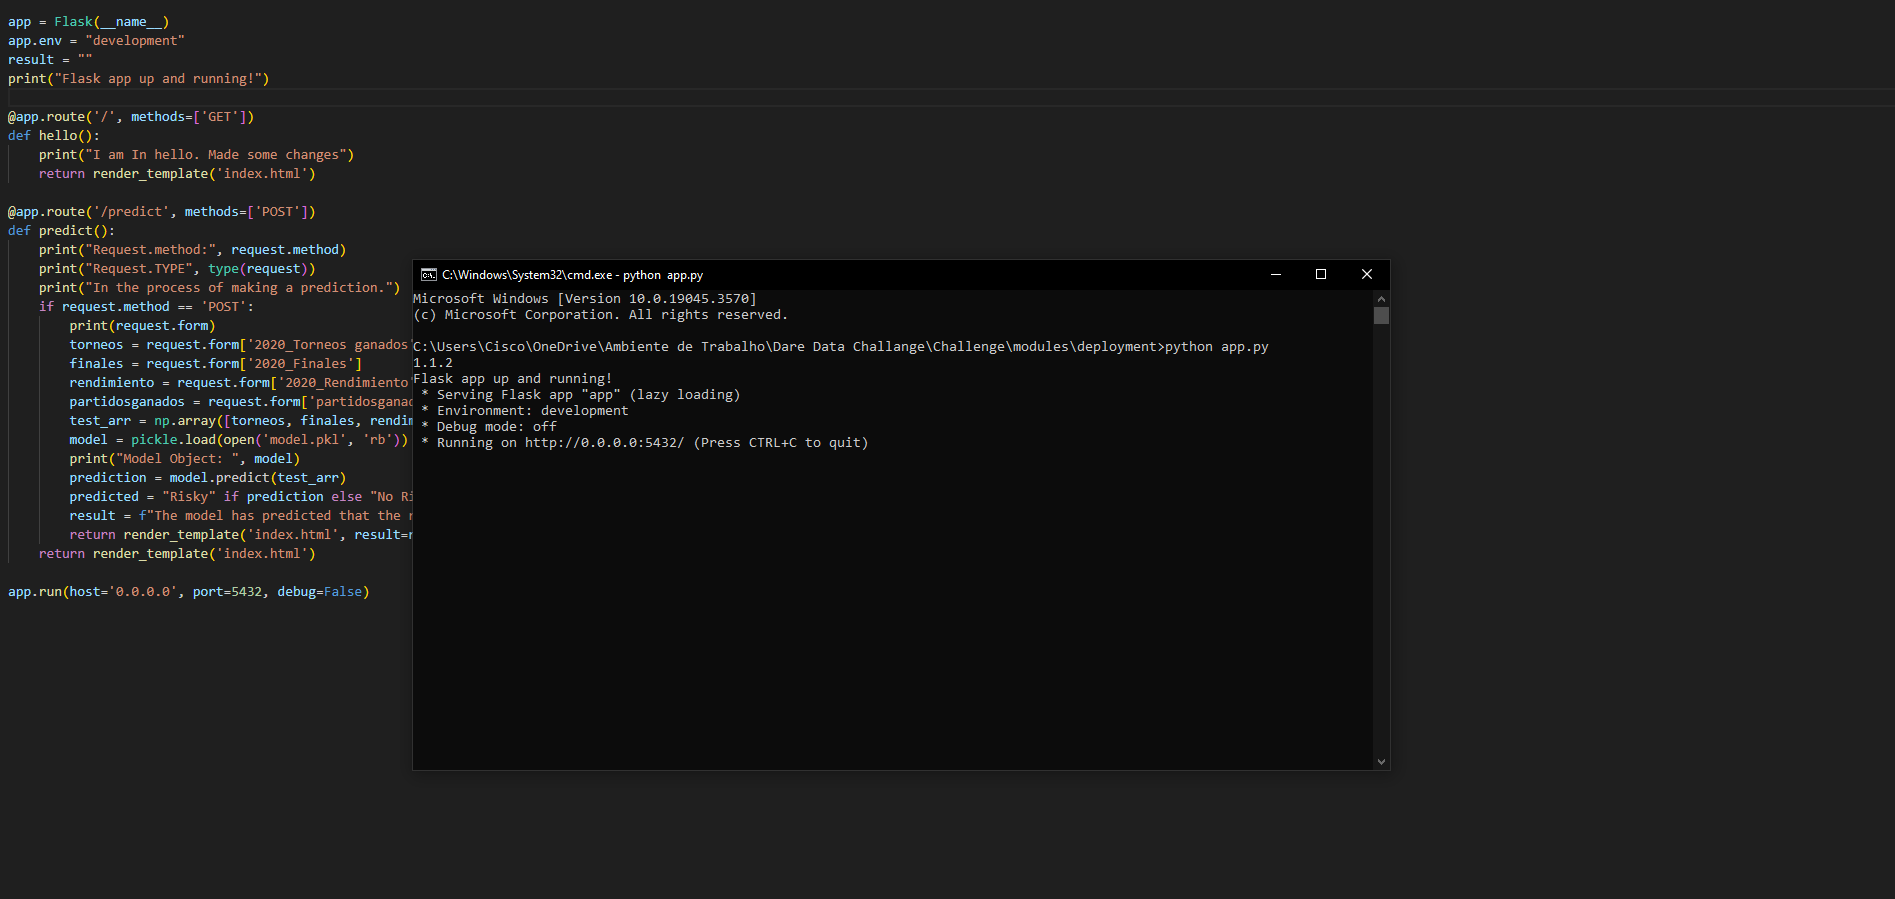 app = Flask(__name__)
app.env = "development"
result = ""
print("Flask app up and running!")
@app.route('/', methods=['GET'])
def hello():
    print("I am In hello. Made some changes")
    return render_template('index.html')
@app.route('/predict', methods=['POST'])
def predict():
    print("Request.method:", request.method)
    print("Request.TYPE", type(request))
    print("In the process of making a prediction.")
    if request.method == 'POST':
        print(request.form)
        torneos = request.form['2020_Torneos ganados'
        finales = request.form['2020_Finales']
        rendimiento = request.form['2020_Rendimiento'
        partidosganados = request.form['partidosganad
        test_arr = np.array([torneos, finales, rendim
        model = pickle.load(open('model.pkl', 'rb'))
        print("Model Object: ", model)
        prediction = model.predict(test_arr)
        predicted = "Risky" if prediction else "No Ri
        result = f"The model has predicted that the r
        return render_template('index.html', result=r
    return render_template('index.html')
app.run(host='0.0.0.0', port=5432, debug=False)
C:\Windows\System32\cmd.exe - python  app.py
Microsoft Windows [Version 10.0.19045.3570]
(c) Microsoft Corporation. All rights reserved.
C:\Users\Cisco\OneDrive\Ambiente de Trabalho\Dare Data Challange\Challenge\modules\deployment>python app.py
1.1.2
Flask app up and running!
 * Serving Flask app "app" (lazy loading)
 * Environment: development
 * Debug mode: off
 * Running on http://0.0.0.0:5432/ (Press CTRL+C to quit)